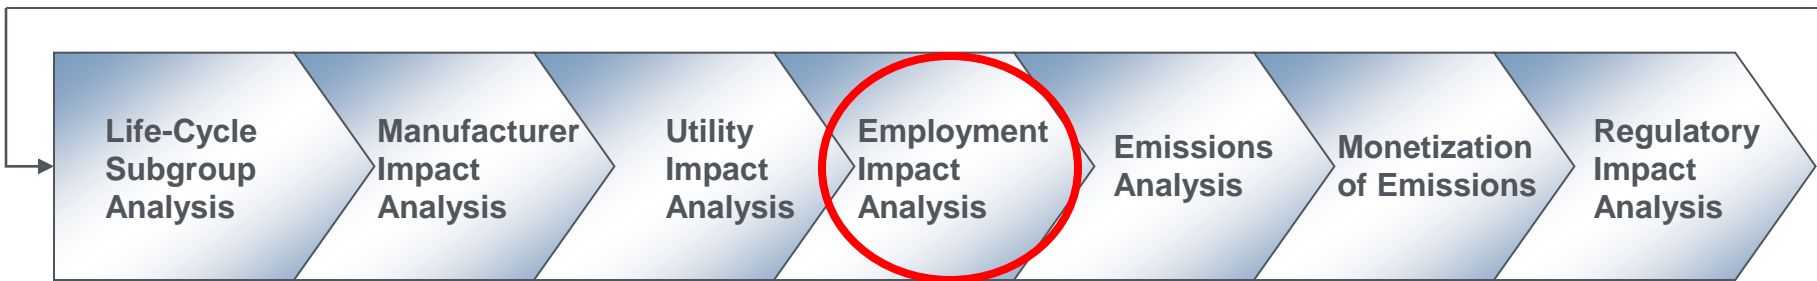 Life-Cycle
Subgroup
Analysis
Manufacturer
Impact
Analysis
Utility
Impact
Analysis
Employment
Impact
Analysis
Emissions
Analysis
Monetization
of Emissions
Regulatory
Impact
Analysis